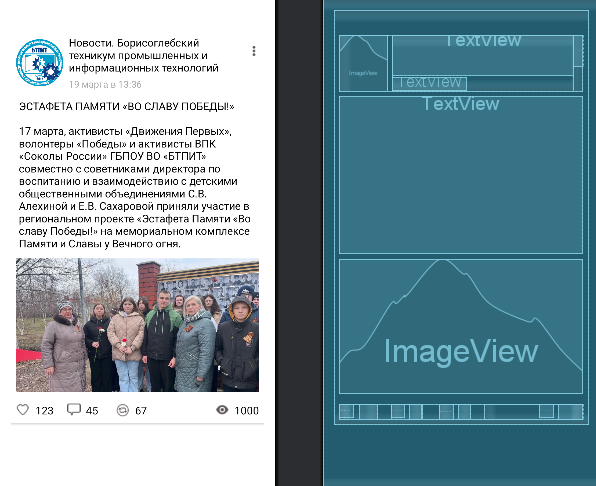 БТПИТ
Новости. Борисоглебский
техникум промышленных и
информационных технологий
19 марта в 13:36
ЭСТАФЕТА ПАМЯТИ «ВО СЛАВУ ПОБЕДЫ!»
17 марта, активисты «Движения Первых»,
волонтеры «Победы» и активисты ВПК
«Соколы России» ГБПОУ ВО «БТПИТ»
совместно с советниками директора по
воспитанию и взаимодействию с детскими
общественными объединениями С.В.
Алехиной и Е.В. Сахаровой приняли участие в
региональном проекте «Эстафета Памяти «Во
славу Победы!» на мемориальном комплексе
Памяти и Славы у Вечного огня.
123 45 67 1000
TextView
ImageView
TextView
TextView
ImageView